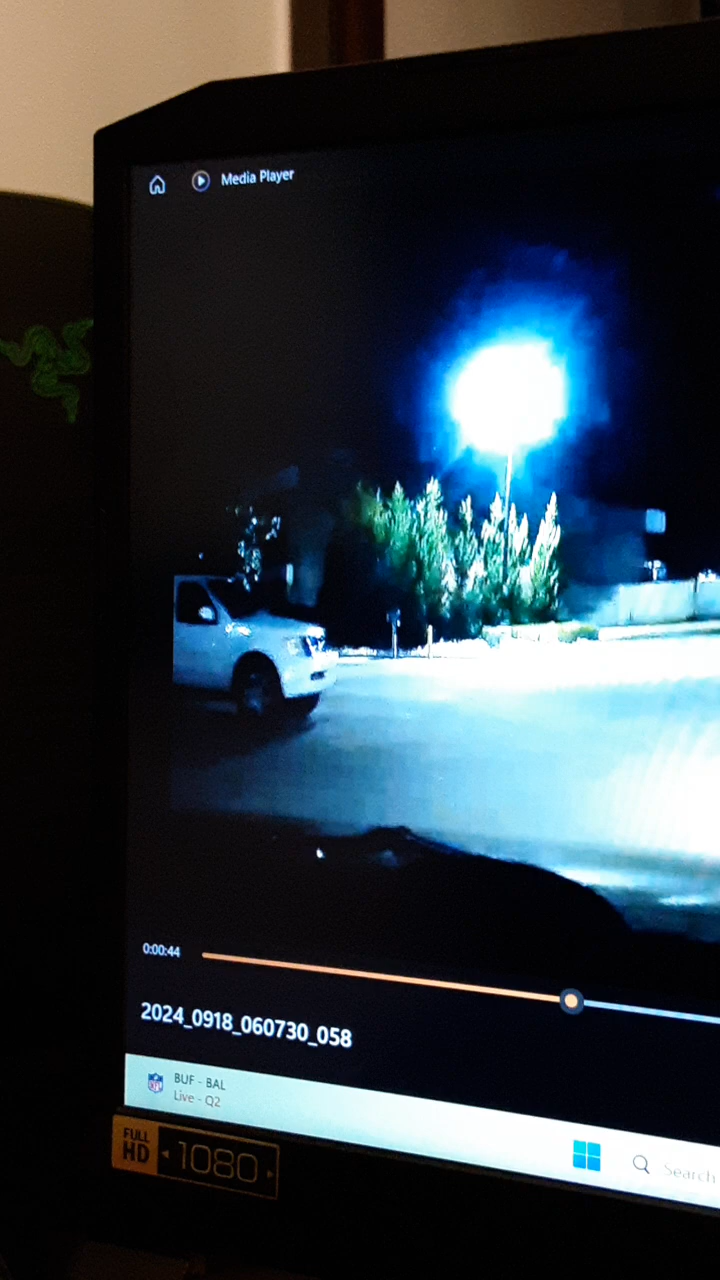 Media Player
0:00:44
2024_0918_060730_058
BUF - BAL
Live - Q2
Search
FULL
HD
1080